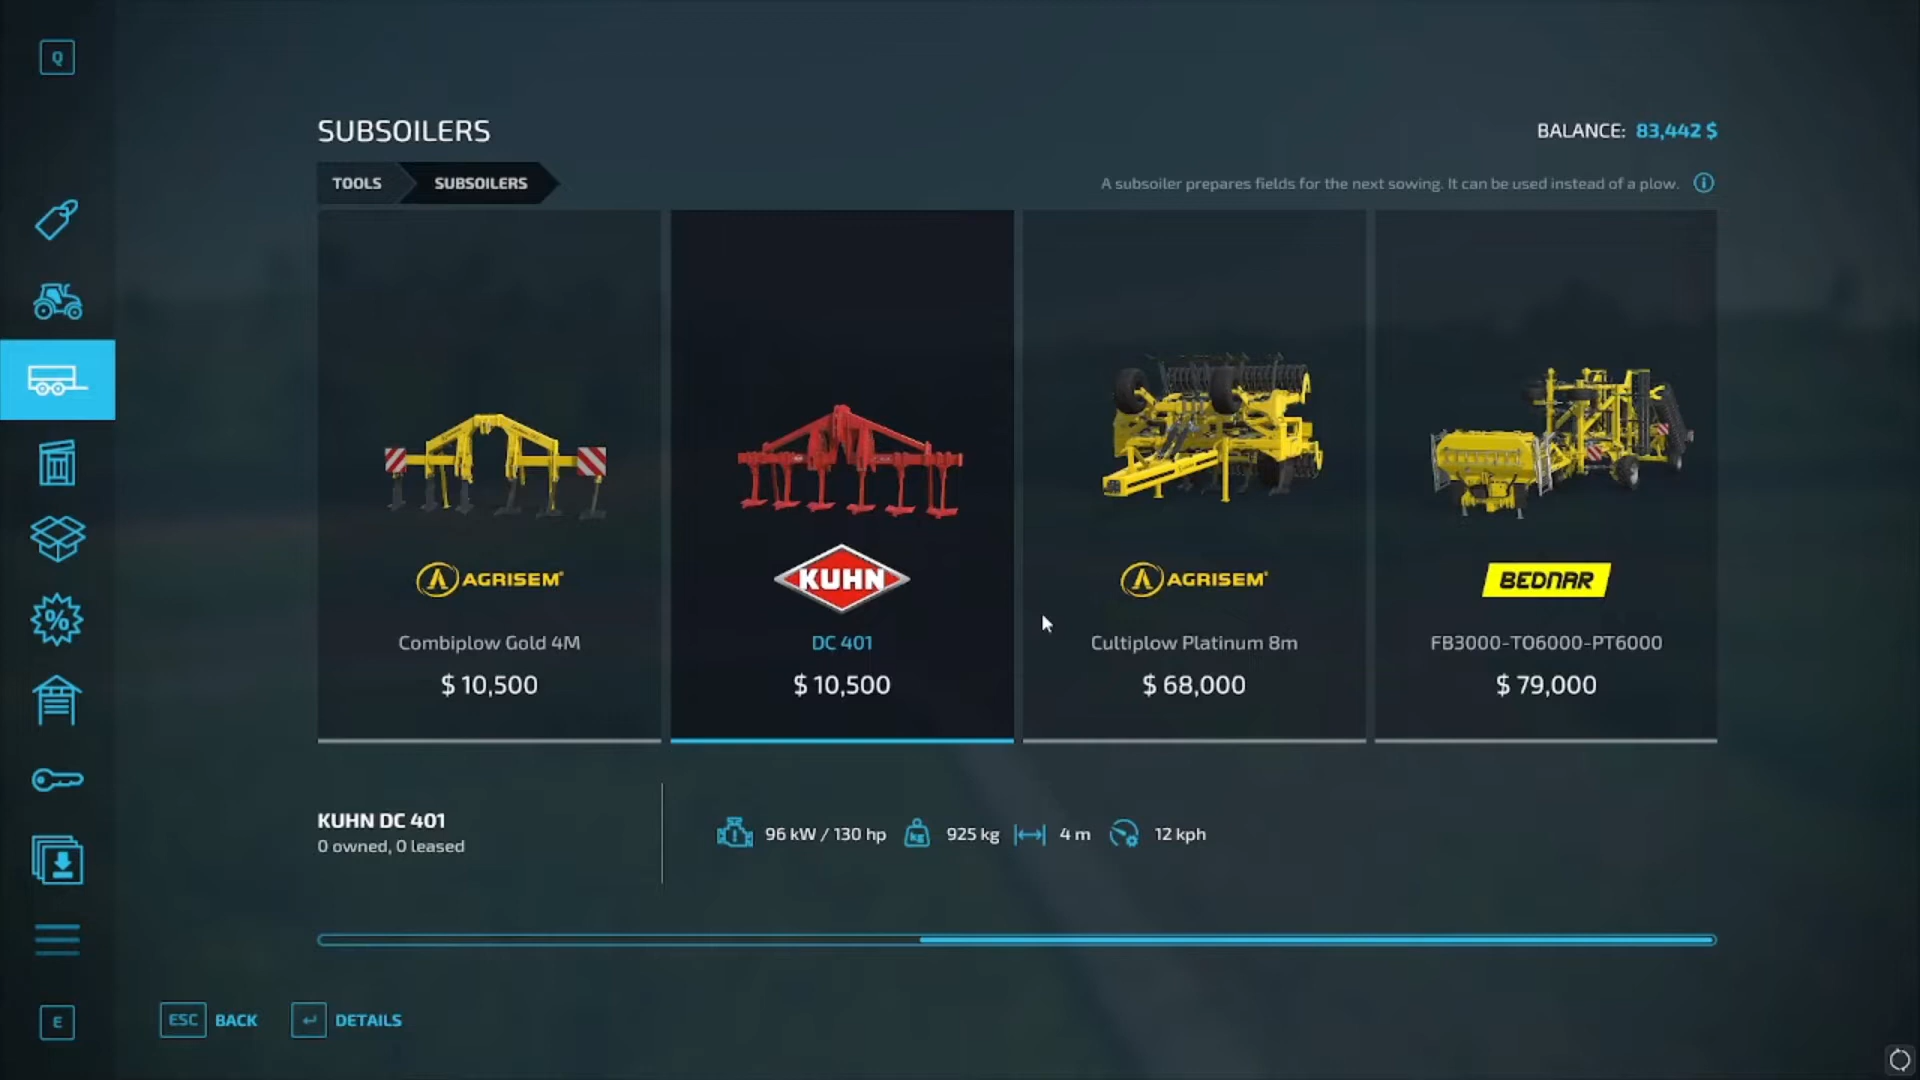 Q
SUBSOILERS
BALANCE: 83,442 $
TOOLS
SUBSOILERS
A subsoiler prepares fields for the next sowing. It can be used instead of a plow.
AGRISEM
Combiplow Gold 4M
$ 10,500
KUHN
DC 401
$ 10,500
AGRISEM
Cultiplow Platinum 8m
$ 68,000
BEDNAR
FB3000-TO6000-PT6000
$ 79,000
%
KUHN DC 401
0 owned, 0 leased
96 kW / 130 hp
kg
925 kg
4 m
12 kph
E
ESC BACK
DETAILS